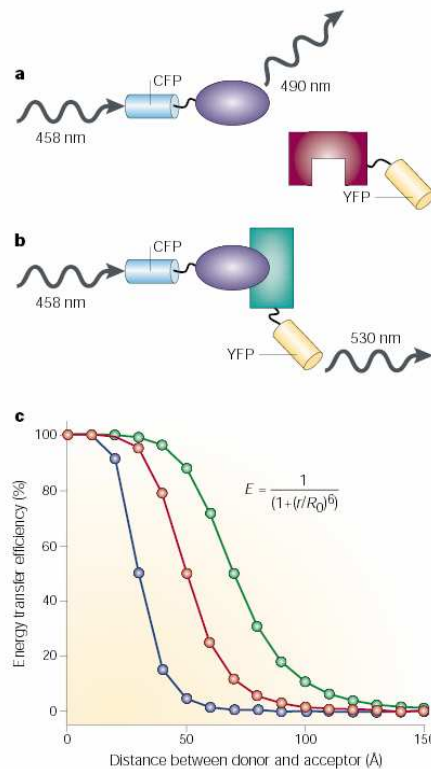 a
CFP
490 nm
458 nm
YFP
b
CFP
458 nm
530 nm
YFP
c
Energy transfer efficiency (%)
100
80
60
40
20
0
E = 1 / (1+(r/R₀)⁶)
0
50
100
150
Distance between donor and acceptor (Å)